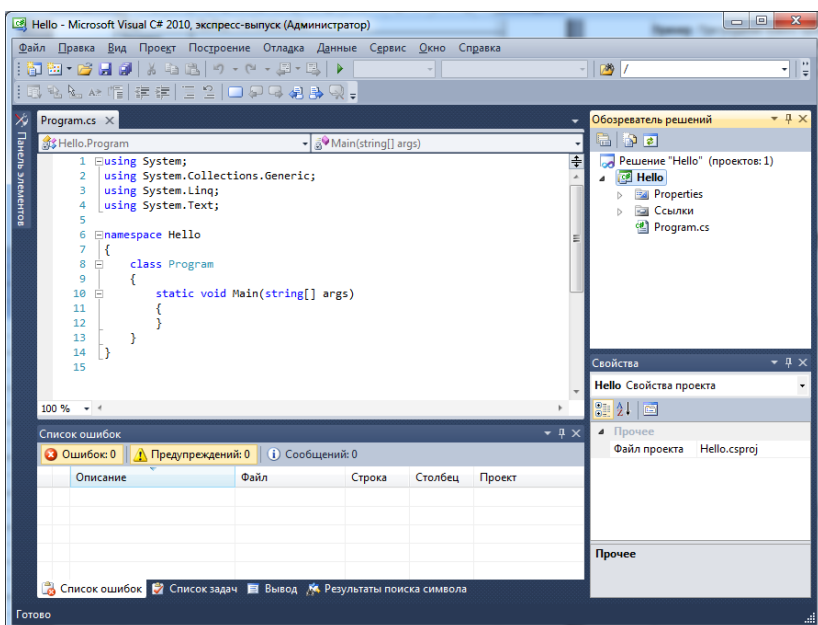 Hello - Microsoft Visual C# 2010, экспресс-выпуск (Администратор)
Файл Правка Вид Проект Построение Отладка Данные Сервис Окно Справка
/
Панель элементов
Program.cs
Hello.Program
Main(string[] args)
1 using System;
2 using System.Collections.Generic;
3 using System.Linq;
4 using System.Text;
5
6 namespace Hello
7 {
8 class Program
9 {
10 static void Main(string[] args)
11 {
12 }
13 }
14 }
15
100 %
Список ошибок
Ошибок: 0 Предупреждений: 0 Сообщений: 0
Описание Файл Строка Столбец Проект
Список ошибок Список задач Вывод Результаты поиска символа
Обозреватель решений
Решение "Hello" (проектов: 1)
Hello
Properties
Ссылки
Program.cs
Свойства
Hello Свойства проекта
Прочее
Файл проекта Hello.csproj
Прочее
Готово